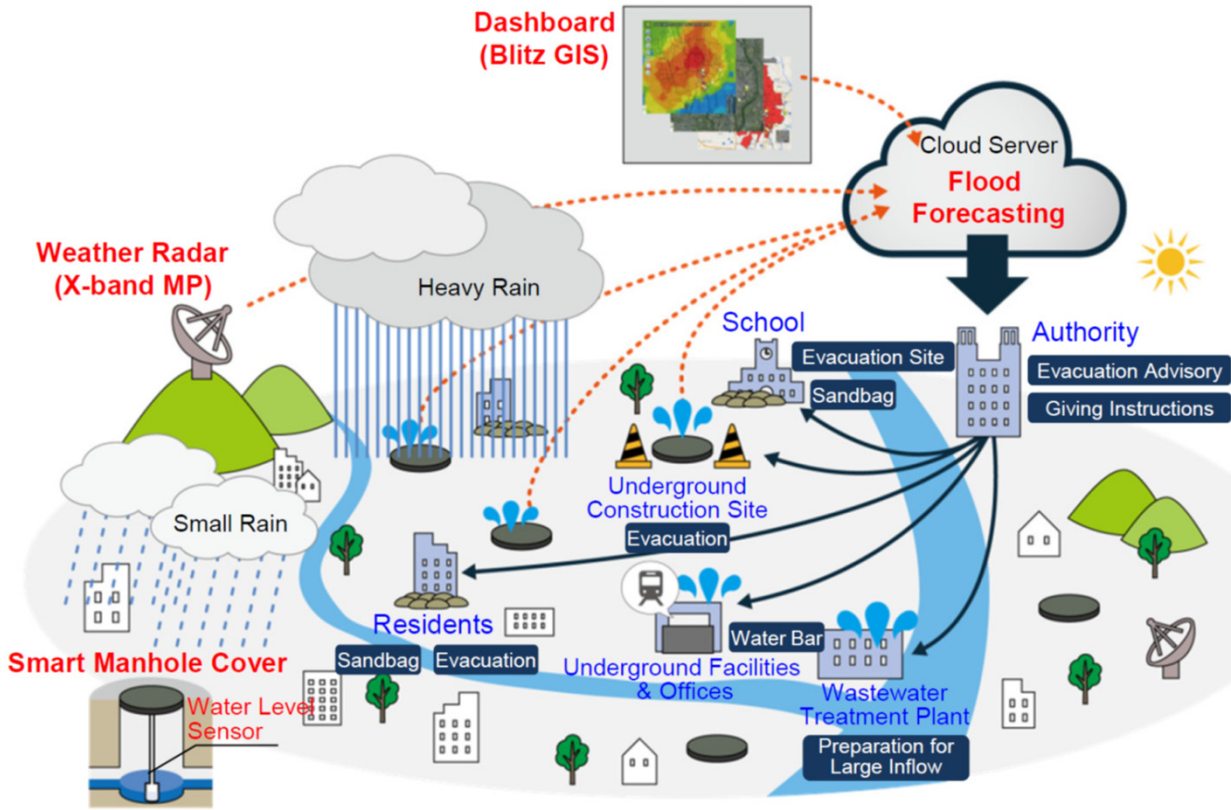 Dashboard
(Blitz GIS)
Cloud Server
Flood
Forecasting
Weather Radar
(X-band MP)
Heavy Rain
School
Evacuation Site
Sandbag
Authority
Evacuation Advisory
Giving Instructions
Small Rain
Underground
Construction Site
Evacuation
Residents
Sandbag
Evacuation
Water Bar
Underground Facilities
& Offices
Wastewater
Treatment Plant
Preparation for
Large Inflow
Smart Manhole Cover
Water Level
Sensor